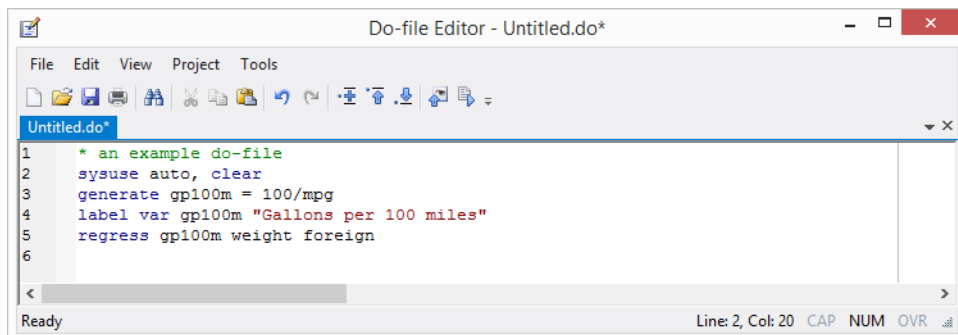 Do-file Editor - Untitled.do*
File Edit View Project Tools
Untitled.do*
1 * an example do-file
2 sysuse auto, clear
3 generate gp100m = 100/mpg
4 label var gp100m "Gallons per 100 miles"
5 regress gp100m weight foreign
6
Ready Line: 2, Col: 20 CAP NUM OVR